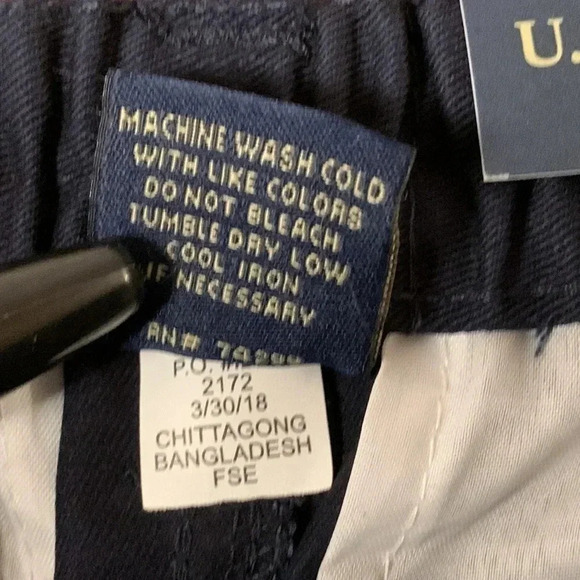 U.
MACHINE WASH COLD
WITH LIKE COLORS
DO NOT BLEACH
TUMBLE DRY LOW
COOL IRON
IF NECESSARY
RN#
P.O.
2172
3/30/18
CHITTAGONG
BANGLADESH
FSE